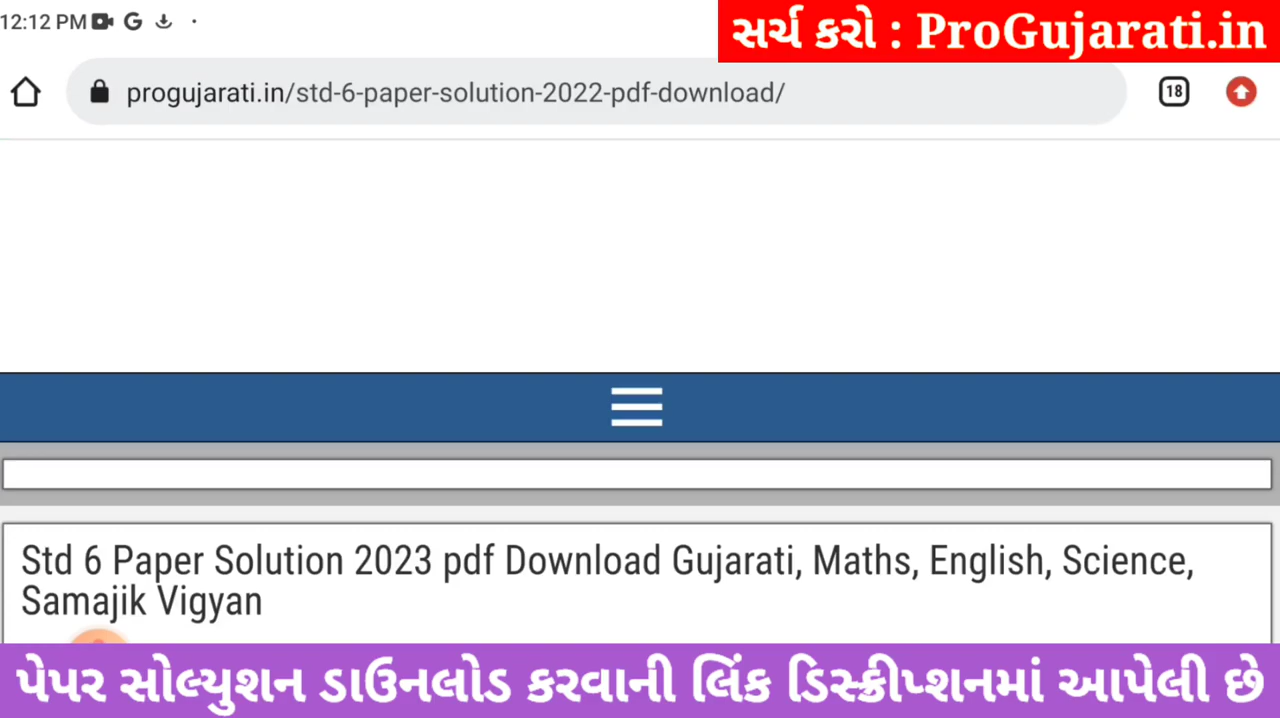 12:12 PM
સર્ચ કરો : ProGujarati.in
progujarati.in/std-6-paper-solution-2022-pdf-download/
18
Std 6 Paper Solution 2023 pdf Download Gujarati, Maths, English, Science,
Samajik Vigyan
પેપર સોલ્યુશન ડાઉનલોડ કરવાની લિંક ડિસ્ક્રીપ્શનમાં આપેલી છે